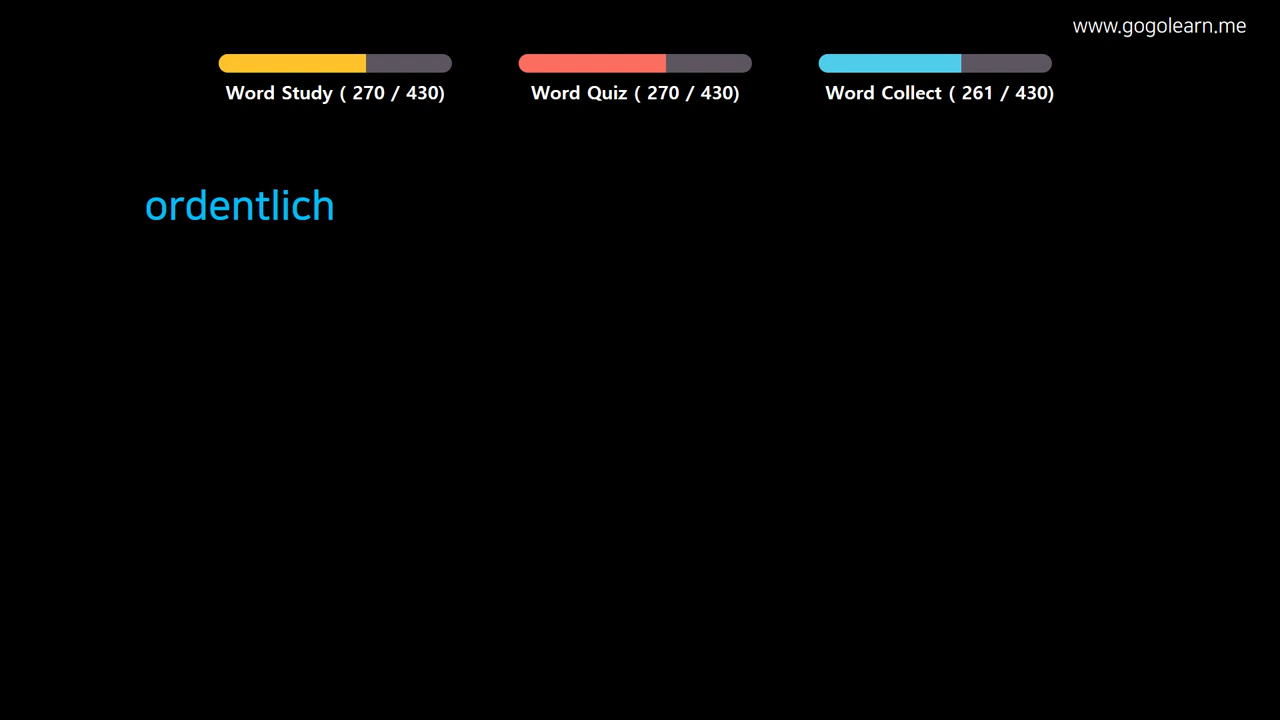 www.gogolearn.me
Word Study ( 270 / 430)
Word Quiz ( 270 / 430)
Word Collect ( 261 / 430)
ordentlich